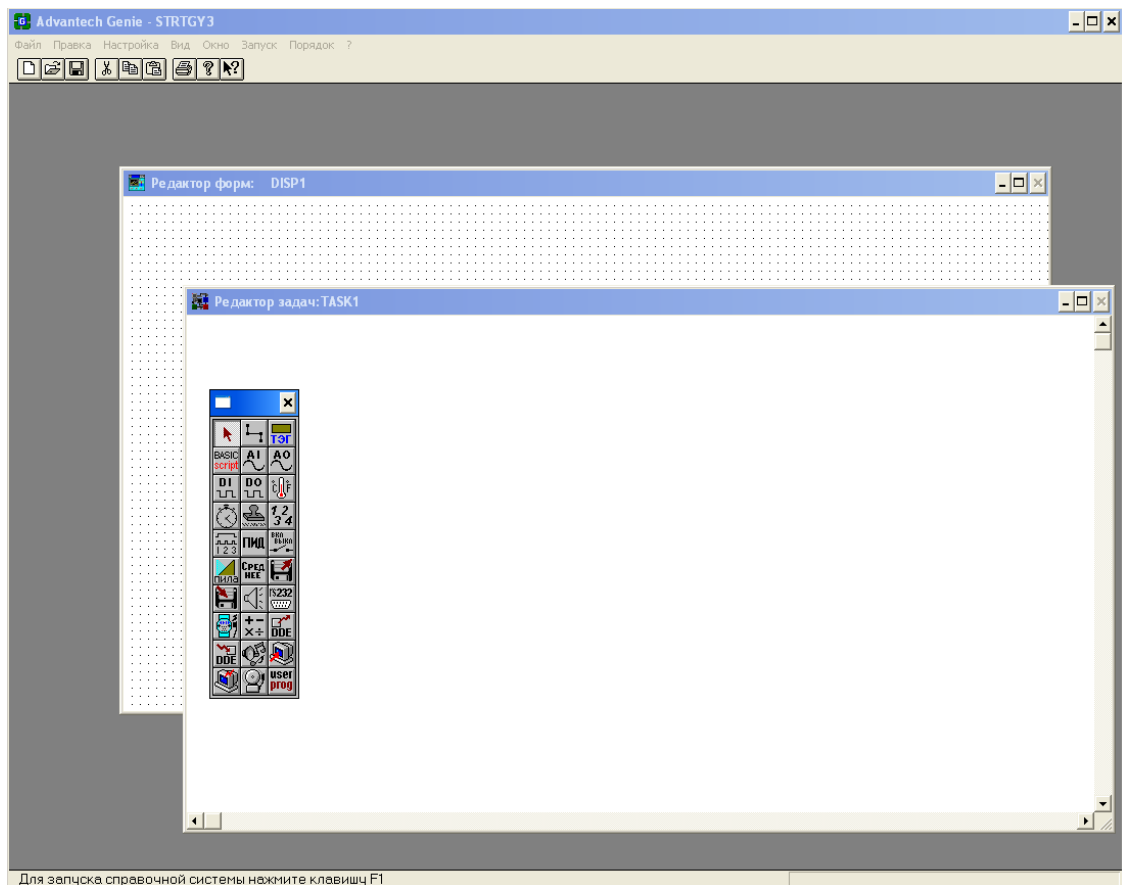 Advantech Genie - STRTGY3
Файл Правка Настройка Вид Окно Запуск Порядок ?
Редактор форм: DISP1
Редактор задач:TASK1
ТЭГ
BASIC script AI AO
DI DO °C °F
1 2 3 4
1 2 3 ПИД ВКЛ ВЫКЛ
пила СРЕД НЕЕ
RS232
+ - × ÷ DDE
DDE
user prog
Для запуска справочной системы нажмите клавишу F1